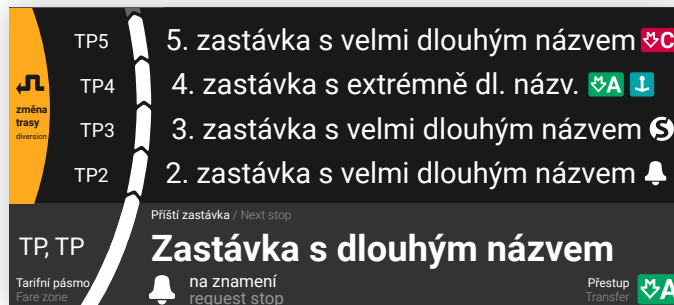 TP5 5. zastávka s velmi dlouhým názvem C
TP4 4. zastávka s extrémně dl. názv. A
změna
trasy
diversion
TP3 3. zastávka s velmi dlouhým názvem S
TP2 2. zastávka s velmi dlouhým názvem
Příští zastávka / Next stop
TP, TP Zastávka s dlouhým názvem
Tarifní pásmo na znamení Přestup A
Fare zone request stop Transfer